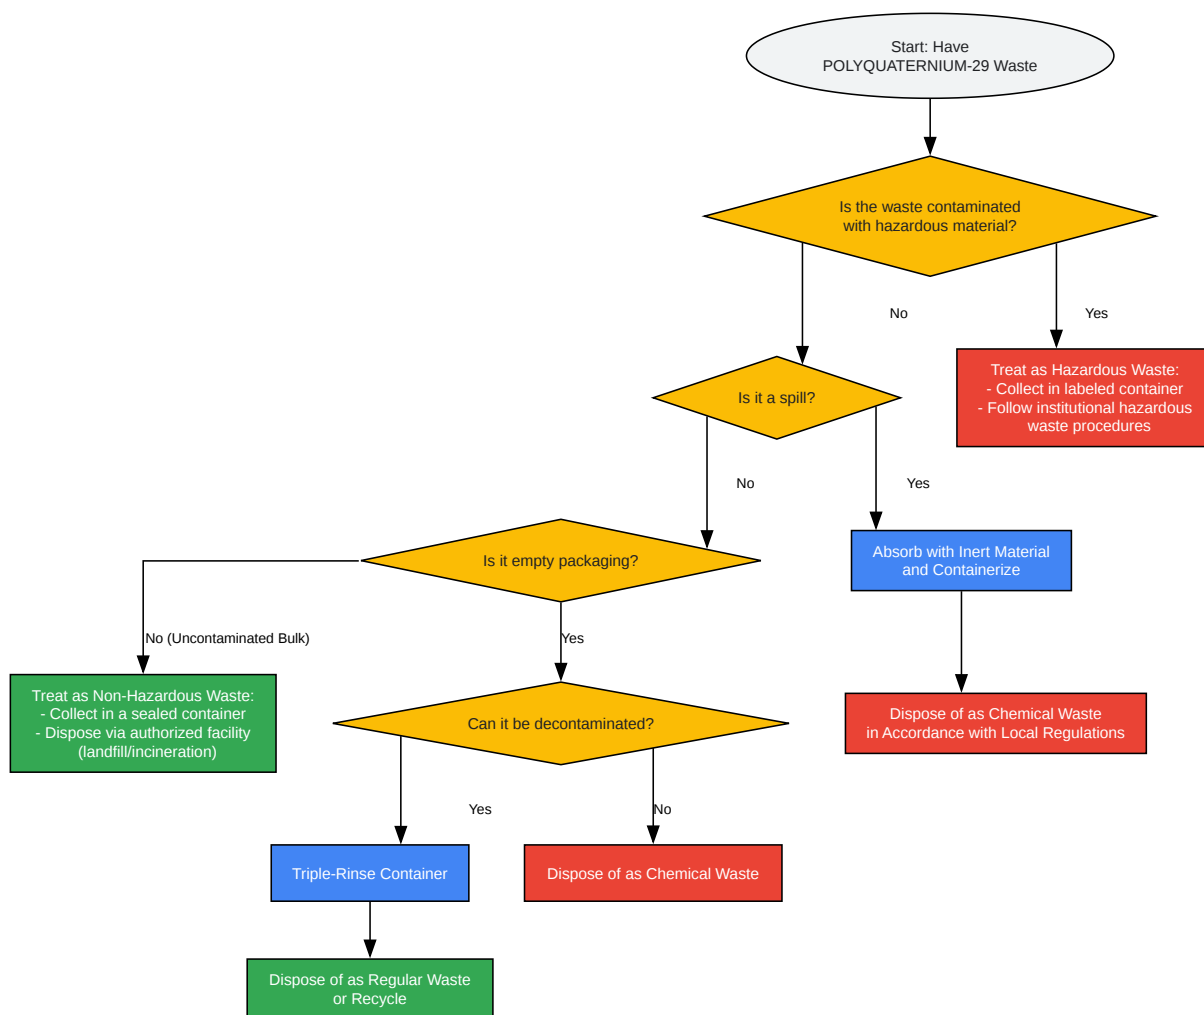 Start: Have
POLYQUATERNIUM-29 Waste
Is the waste contaminated
with hazardous material?
No
Yes
Is it a spill?
Treat as Hazardous Waste:
- Collect in labeled container
- Follow institutional hazardous
waste procedures
No
Yes
Is it empty packaging?
Absorb with Inert Material
and Containerize
No (Uncontaminated Bulk)
Yes
Treat as Non-Hazardous Waste:
- Collect in a sealed container
- Dispose via authorized facility
(landfill/incineration)
Can it be decontaminated?
Dispose of as Chemical Waste
in Accordance with Local Regulations
Yes
No
Triple-Rinse Container
Dispose of as Chemical Waste
Dispose of as Regular Waste
or Recycle